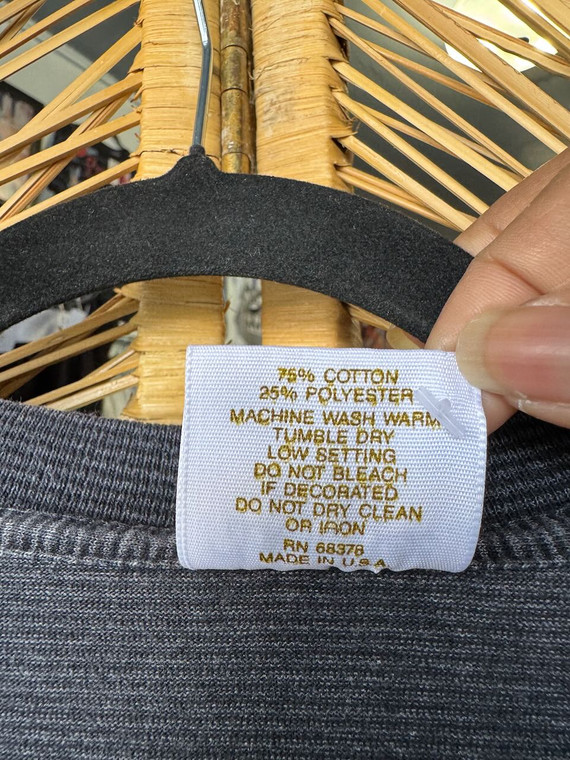 75% COTTON
25% POLYESTER
MACHINE WASH WARM
TUMBLE DRY
LOW SETTING
DO NOT BLEACH
IF DECORATED
DO NOT DRY CLEAN
OR IRON
RN 68378
MADE IN U.S.A.